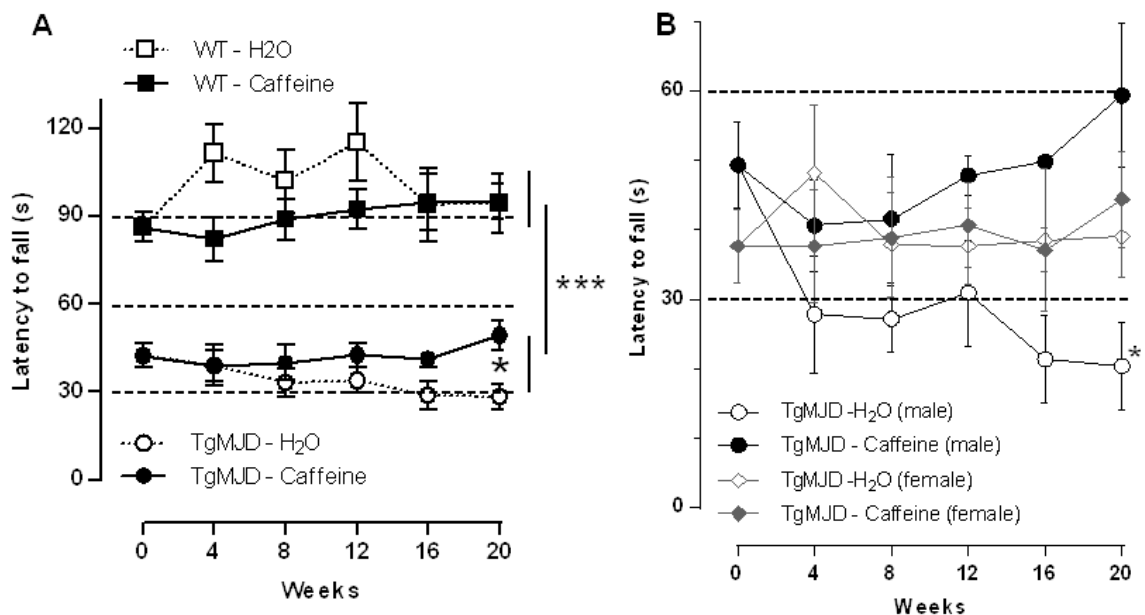 A
WT - H2O
WT - Caffeine
Latency to fall (s)
120
90
60
30
0
***
*
TgMJD - H2O
TgMJD - Caffeine
0 4 8 12 16 20
Weeks
B
Latency to fall (s)
60
30
0
*
TgMJD -H2O (male)
TgMJD - Caffeine (male)
TgMJD -H2O (female)
TgMJD - Caffeine (female)
0 4 8 12 16 20
Weeks